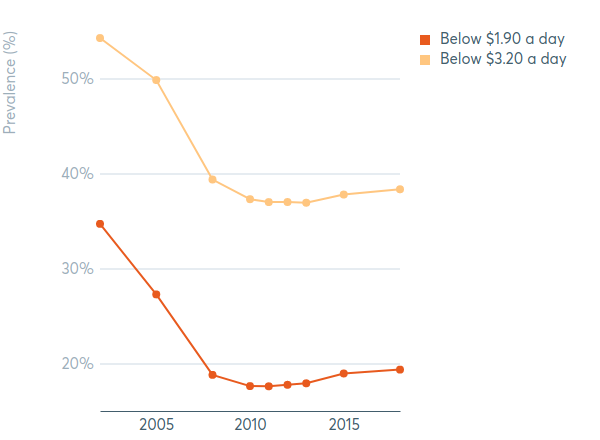 Prevalence (%)
Below $1.90 a day
Below $3.20 a day
50%
40%
30%
20%
2005 2010 2015